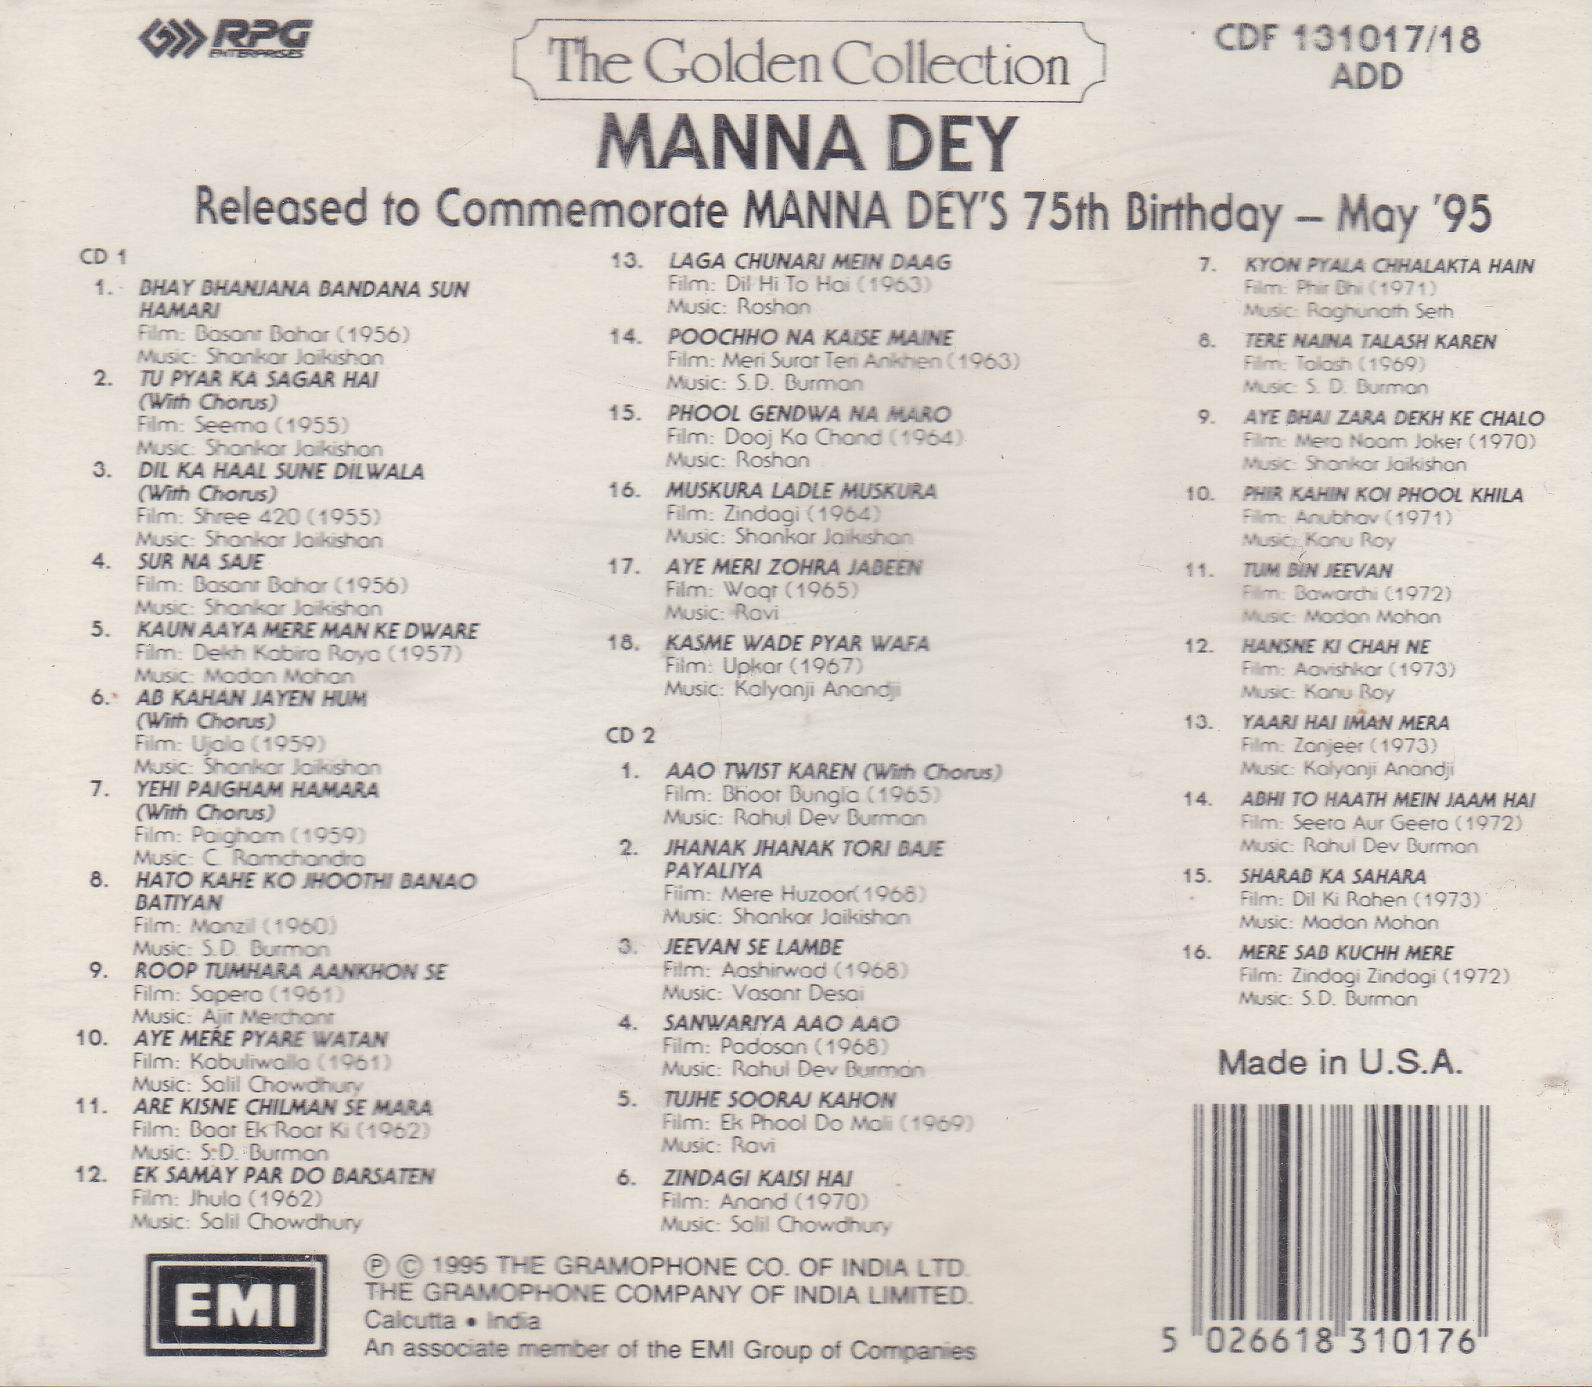 RPG
ENTERPRISES
The Golden Collection
CDF 131017/18
ADD
MANNA DEY
Released to Commemorate MANNA DEY'S 75th Birthday – May '95
CD 1
1. BHAY BHANJANA BANDANA SUN
HAMARI
Film: Basant Bahar (1956)
Music: Shankar Jaikishan
2. TU PYAR KA SAGAR HAI
(With Chorus)
Film: Seema (1955)
Music: Shankar Jaikishan
3. DIL KA HAAL SUNE DILWALA
(With Chorus)
Film: Shree 420 (1955)
Music: Shankar Jaikishan
4. SUR NA SAJE
Film: Basant Bahar (1956)
Music: Shankar Jaikishan
5. KAUN AAYA MERE MAN KE DWARE
Film: Dekh Kabira Roya (1957)
Music: Madan Mohan
6. AB KAHAN JAYEN HUM
(With Chorus)
Film: Ujala (1959)
Music: Shankar Jaikishan
7. YEHI PAIGHAM HAMARA
(With Chorus)
Film: Paigham (1959)
Music: C. Ramchandra
8. HATO KAHE KO JHOOTHI BANAO
BATIYAN
Film: Manzil (1960)
Music: S.D. Burman
9. ROOP TUMHARA AANKHON SE
Film: Sapera (1961)
Music: Ajit Merchant
10. AYE MERE PYARE WATAN
Film: Kabuliwalla (1961)
Music: Salil Chowdhury
11. ARE KISNE CHILMAN SE MARA
Film: Baat Ek Raat Ki (1962)
Music: S.D. Burman
12. EK SAMAY PAR DO BARSATEN
Film: Jhula (1962)
Music: Salil Chowdhury
13. LAGA CHUNARI MEIN DAAG
Film: Dil Hi To Hai (1963)
Music: Roshan
14. POOCHHO NA KAISE MAINE
Film: Meri Surat Teri Ankhien (1963)
Music: S.D. Burman
15. PHOOL GENDWA NA MARO
Film: Dooj Ka Chand (1964)
Music: Roshan
16. MUSKURA LADLE MUSKURA
Film: Zindagi (1964)
Music: Shankar Jaikishan
17. AYE MERI ZOHRA JABEEN
Film: Waqt (1965)
Music: Ravi
18. KASME WADE PYAR WAFA
Film: Upkar (1967)
Music: Kalyanji Anandji
CD 2
1. AAO TWIST KAREN (With Chorus)
Film: Bhoot Bungla (1965)
Music: Rahul Dev Burman
2. JHANAK JHANAK TORI BAJE
PAYALIYA
Film: Mere Huzoor (1968)
Music: Shankar Jaikishan
3. JEEVAN SE LAMBE
Film: Aashirwad (1968)
Music: Vasant Desai
4. SANWARIYA AAO AAO
Film: Padosan (1968)
Music: Rahul Dev Burman
5. TUJHE SOORAJ KAHON
Film: Ek Phool Do Mali (1969)
Music: Ravi
6. ZINDAGI KAISI HAI
Film: Anand (1970)
Music: Salil Chowdhury
7. KYON PYALA CHHALAKTA HAIN
Film: Phir Bhi (1971)
Music: Raghunath Seth
8. TERE NAINA TALASH KAREN
Film: Talash (1969)
Music: S. D. Burman
9. AYE BHAI ZARA DEKH KE CHALO
Film: Mera Naam Joker (1970)
Music: Shankar Jaikishan
10. PHIR KAHIN KOI PHOOL KHILA
Film: Anubhav (1971)
Music: Kanu Roy
11. TUM BIN JEEVAN
Film: Bawarchi (1972)
Music: Madan Mohan
12. HANSNE KI CHAH NE
Film: Aavishkar (1973)
Music: Kanu Roy
13. YAARI HAI IMAN MERA
Film: Zanjeer (1973)
Music: Kalyanji Anandji
14. ABHI TO HAATH MEIN JAAM HAI
Film: Seeta Aur Geeta (1972)
Music: Rahul Dev Burman
15. SHARAB KA SAHARA
Film: Dil Ki Rahen (1973)
Music: Madan Mohan
16. MERE SAB KUCHH MERE
Film: Zindagi Zindagi (1972)
Music: S.D. Burman
Made in U.S.A.
5 026618 310176
EMI
Ⓟ © 1995 THE GRAMOPHONE CO. OF INDIA LTD.
THE GRAMOPHONE COMPANY OF INDIA LIMITED.
Calcutta • India
An associate member of the EMI Group of Companies